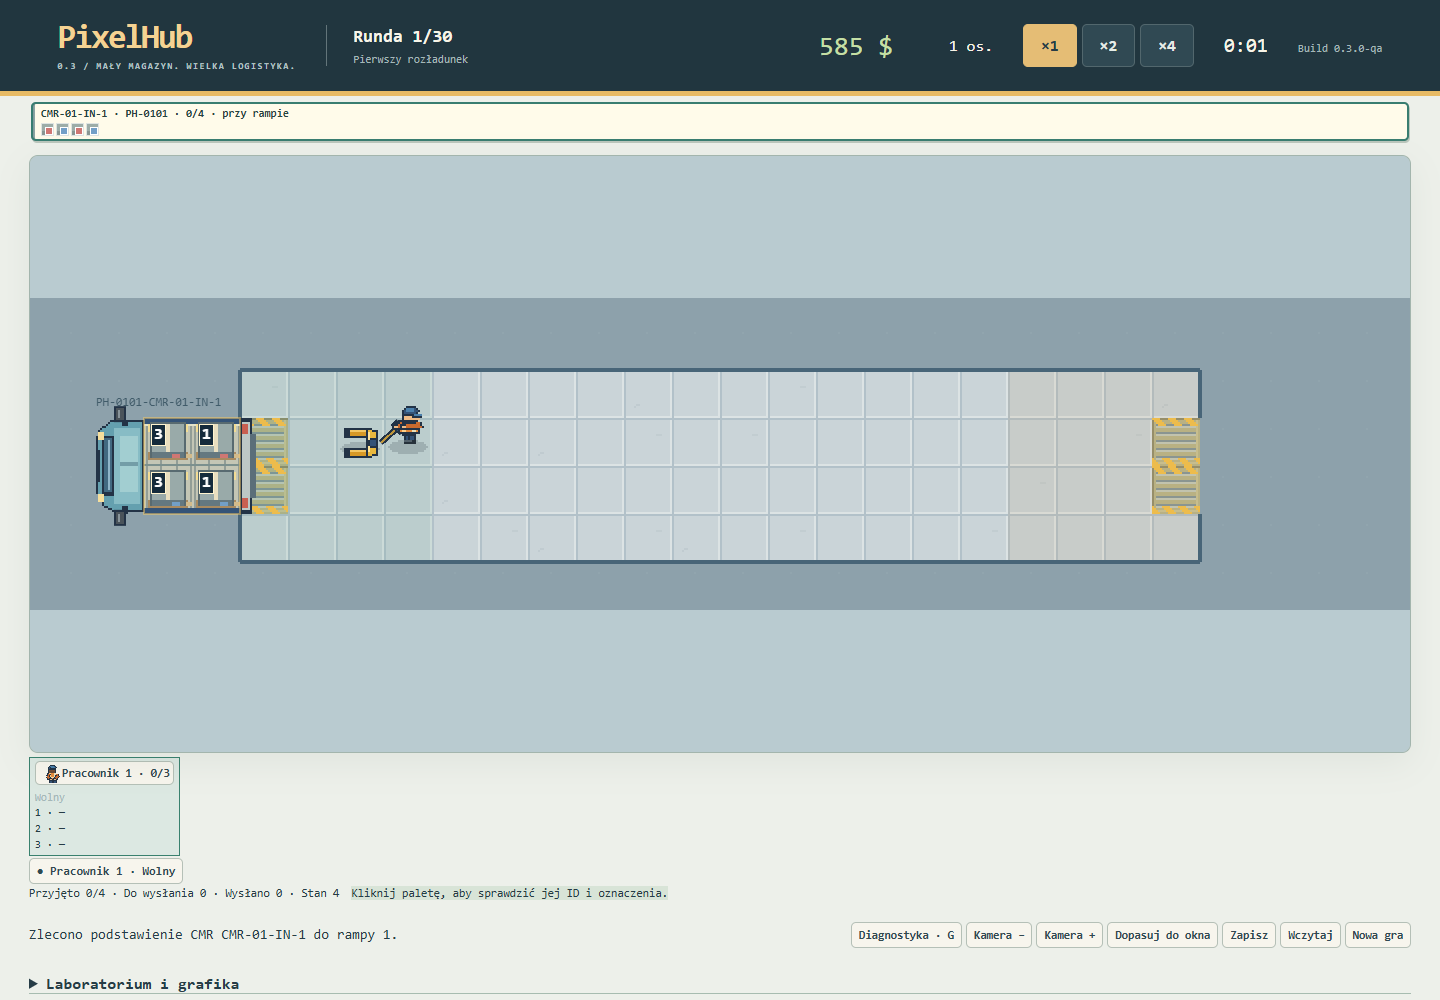 PixelHub
0.3 / MAŁY MAGAZYN. WIELKA LOGISTYKA.
Runda 1/30
Pierwszy rozładunek
585 $
1 os.
×1
×2
×4
0:01
Build 0.3.0-qa
CMR-01-IN-1 · PH-0101 · 0/4 · przy rampie
PH-0101-CMR-01-IN-1
3
1
3
1
Pracownik 1 · 0/3
Wolny
1 · —
2 · —
3 · —
• Pracownik 1 · Wolny
Przyjęto 0/4 · Do wysłania 0 · Wysłano 0 · Stan 4 Kliknij paletę, aby sprawdzić jej ID i oznaczenia.
Zlecono podstawienie CMR CMR-01-IN-1 do rampy 1.
Diagnostyka · G
Kamera −
Kamera +
Dopasuj do okna
Zapisz
Wczytaj
Nowa gra
▶ Laboratorium i grafika